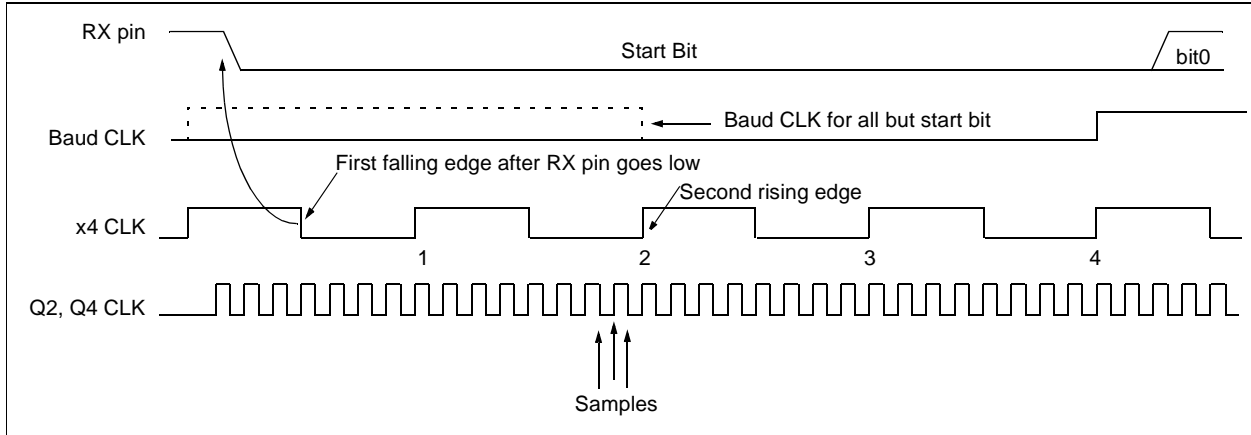 RX pin
Start Bit
bit0
Baud CLK
Baud CLK for all but start bit
First falling edge after RX pin goes low
Second rising edge
x4 CLK
1
2
3
4
Q2, Q4 CLK
Samples